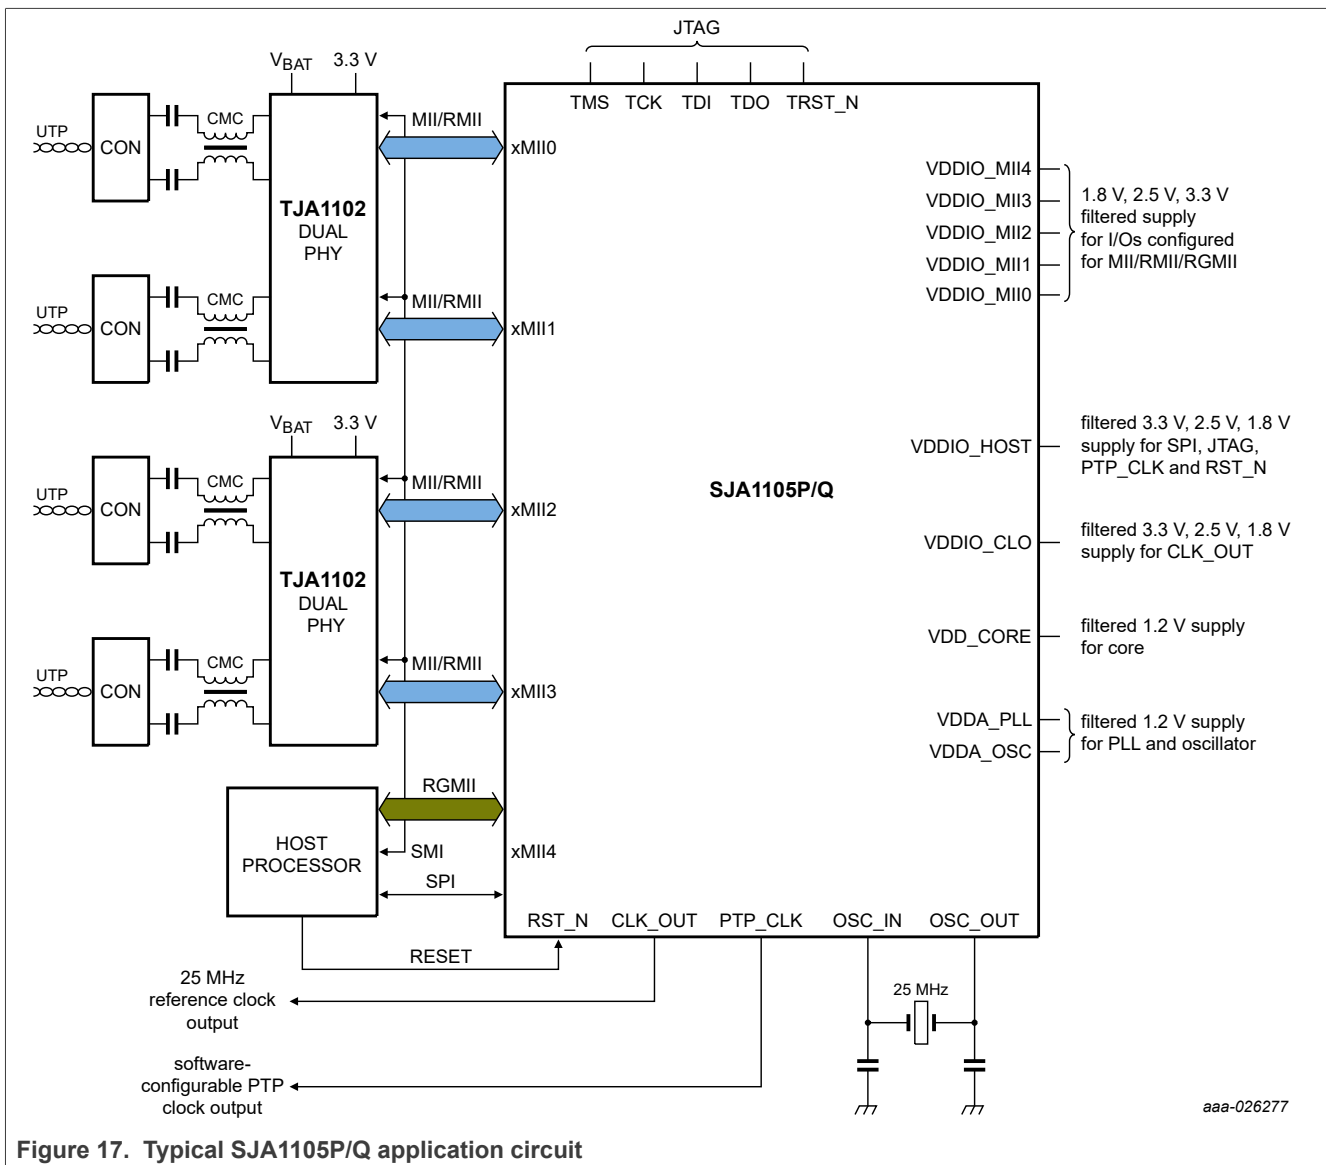 JTAG
TMS TCK TDI TDO TRST_N
VBAT 3.3 V
UTP
CON
CMC
TJA1102
DUAL
PHY
MII/RMII
xMII0
UTP
CON
CMC
MII/RMII
xMII1
VBAT 3.3 V
UTP
CON
CMC
TJA1102
DUAL
PHY
MII/RMII
xMII2
UTP
CON
CMC
MII/RMII
xMII3
HOST
PROCESSOR
RGMII
SMI
xMII4
SPI
RESET
SJA1105P/Q
VDDIO_MII4
VDDIO_MII3
VDDIO_MII2
VDDIO_MII1
VDDIO_MII0
1.8 V, 2.5 V, 3.3 V
filtered supply
for I/Os configured
for MII/RMII/RGMII
VDDIO_HOST
filtered 3.3 V, 2.5 V, 1.8 V
supply for SPI, JTAG,
PTP_CLK and RST_N
VDDIO_CLO
filtered 3.3 V, 2.5 V, 1.8 V
supply for CLK_OUT
VDD_CORE
filtered 1.2 V supply
for core
VDDA_PLL
VDDA_OSC
filtered 1.2 V supply
for PLL and oscillator
RST_N CLK_OUT PTP_CLK OSC_IN OSC_OUT
25 MHz
reference clock
output
25 MHz
software-
configurable PTP
clock output
aaa-026277
Figure 17. Typical SJA1105P/Q application circuit